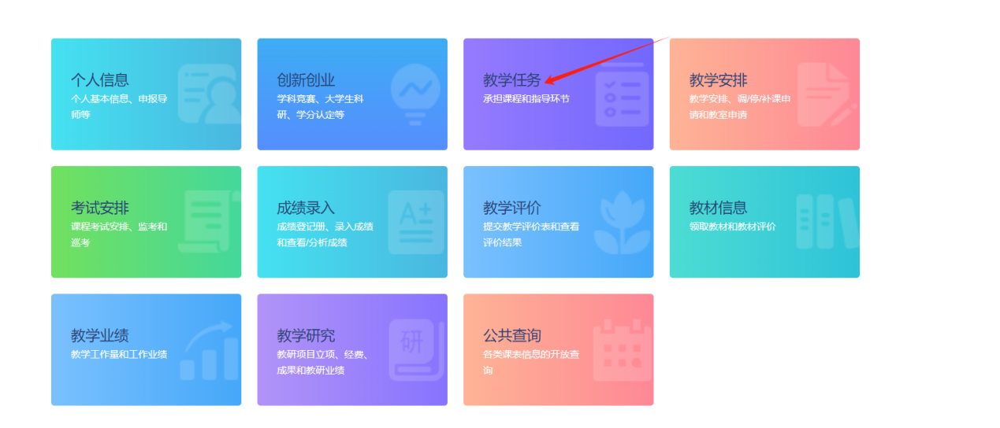 个人信息
个人基本信息、申报导
师等
创新创业
学科竞赛、大学生科
研、学分认定等
教学任务
承担课程和指导环节
教学安排
教学安排、调/停/补课申
请和教室申请
考试安排
课程考试安排、监考和
巡考
成绩录入
成绩登记册、录入成绩
和查看/分析成绩
A+
教学评价
提交教学评价表和查看
评价结果
教材信息
领取教材和教材评价
教学业绩
教学工作量和工作业绩
教学研究
教研项目立项、经费、
成果和教研业绩
研
公共查询
各类课表信息的开放查
询